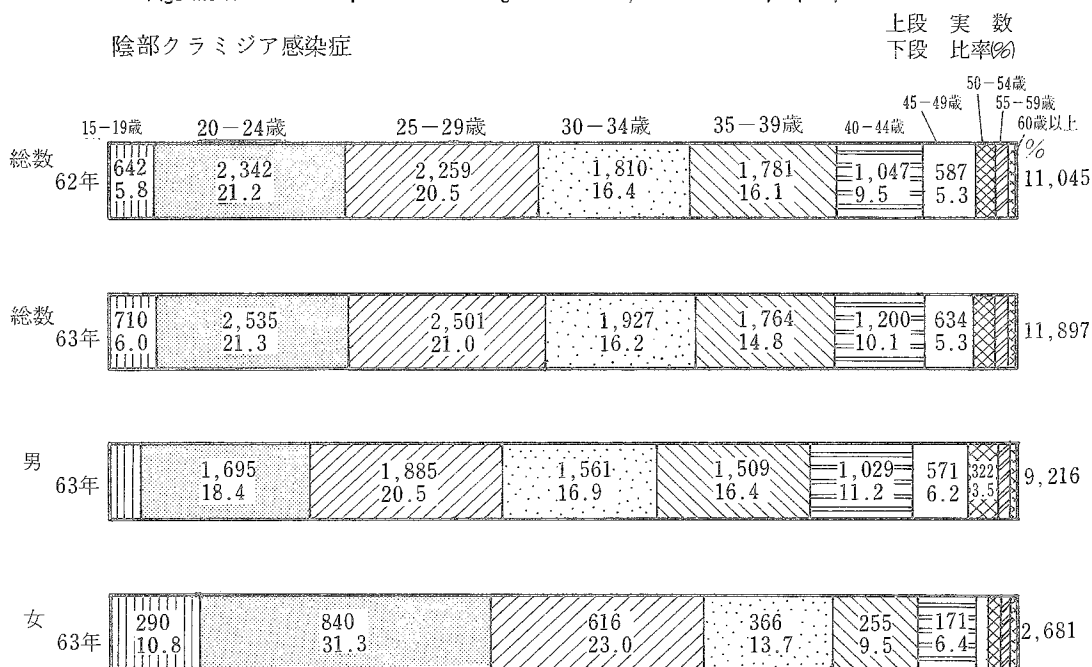 陰部クラミジア感染症
上段 実 数
下段 比率(%)
50-54歳
45-49歳 55-59歳
15-19歳 20-24歳 25-29歳 30-34歳 35-39歳 40-44歳 60歳以上
%
総数 642 2,342 2,259 1,810 1,781 1,047 587
62年 5.8 21.2 20.5 16.4 16.1 9.5 5.3 11,045
総数 710 2,535 2,501 1,927 1,764 1,200 634
63年 6.0 21.3 21.0 16.2 14.8 10.1 5.3 11,897
男 1,695 1,885 1,561 1,509 1,029 571 322 9,216
63年 18.4 20.5 16.9 16.4 11.2 6.2 3.5
女 290 840 616 366 255 171 2,681
63年 10.8 31.3 23.0 13.7 9.5 6.4